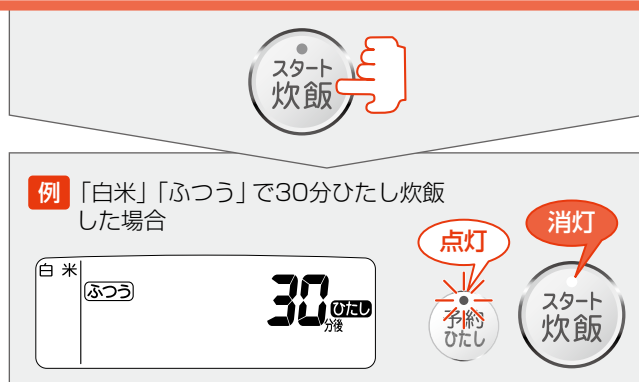 スタート
炊飯
例 「白米」「ふつう」で30分ひたし炊飯
した場合
点灯
消灯
白米
ふつう
30分後 ひたし
予約
ひたし
スタート
炊飯